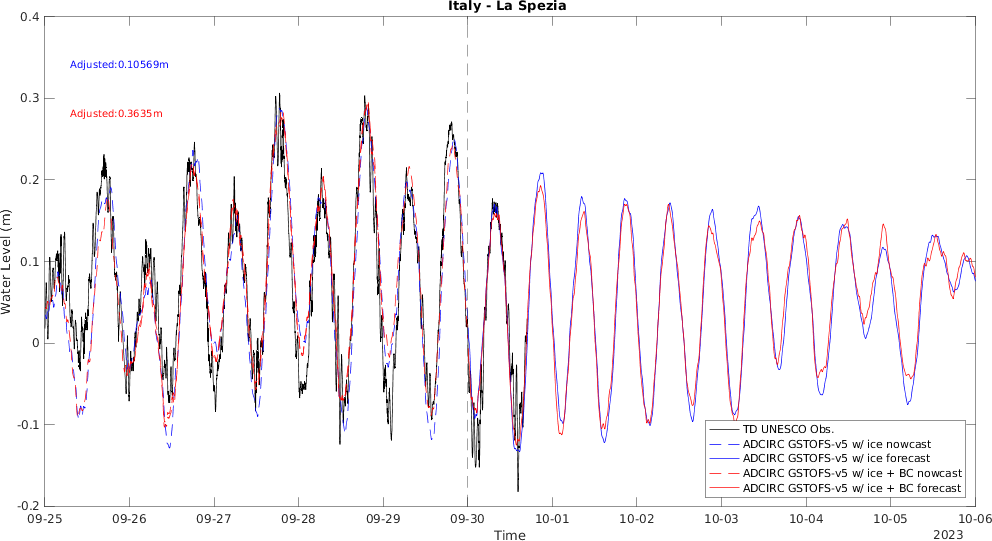 Italy - La Spezia
Adjusted:0.10569m
Adjusted:0.3635m
Water Level (m)
0.4
0.3
0.2
0.1
0
-0.1
-0.2
TD UNESCO Obs.
ADCIRC GSTOFS-v5 w/ ice nowcast
ADCIRC GSTOFS-v5 w/ ice forecast
ADCIRC GSTOFS-v5 w/ ice + BC nowcast
ADCIRC GSTOFS-v5 w/ ice + BC forecast
09-25 09-26 09-27 09-28 09-29 09-30 10-01 10-02 10-03 10-04 10-05 10-06
Time
2023